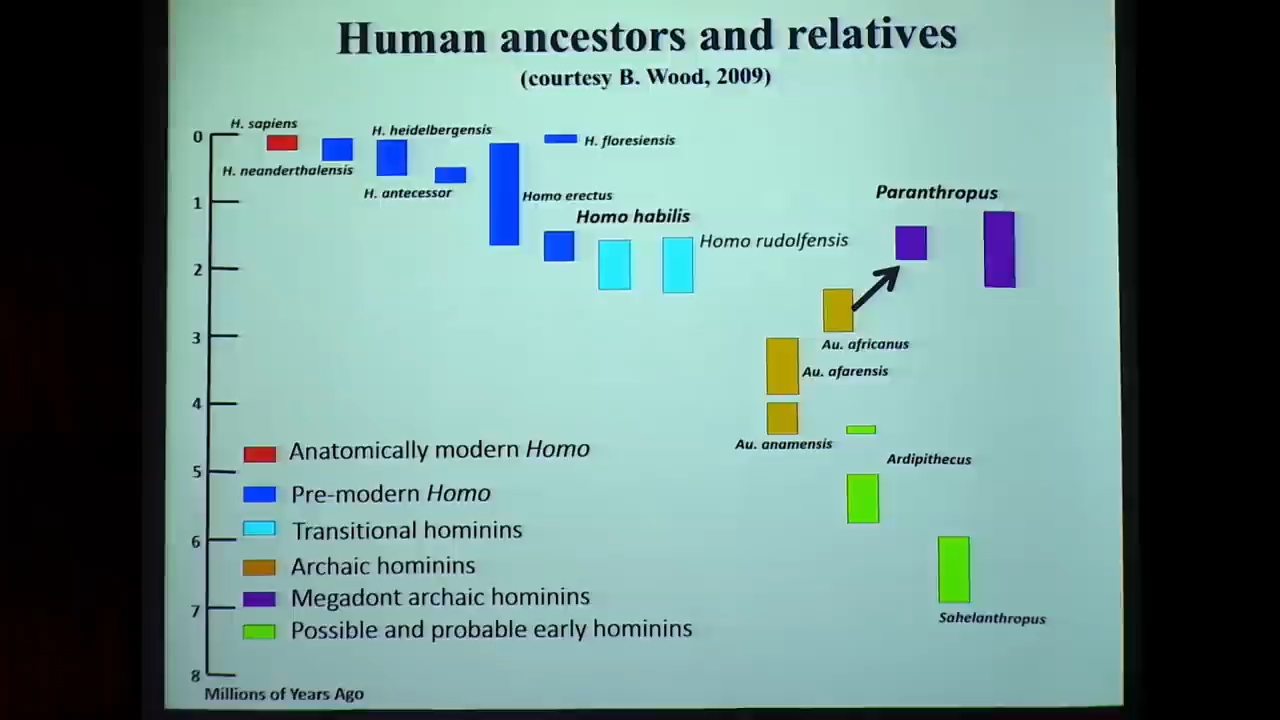 Human ancestors and relatives
(courtesy B. Wood, 2009)
H. sapiens
H. heidelbergensis
0
H. floresiensis
H. neanderthalensis
H. antecessor
Homo erectus
Paranthropus
1
Homo habilis
Homo rudolfensis
2
3
Au. africanus
Au. afarensis
4
Au. anamensis
Ardipithecus
Anatomically modern Homo
5
Pre-modern Homo
Transitional hominins
6
Archaic hominins
Megadont archaic hominins
7
Sahelanthropus
Possible and probable early hominins
8
Millions of Years Ago